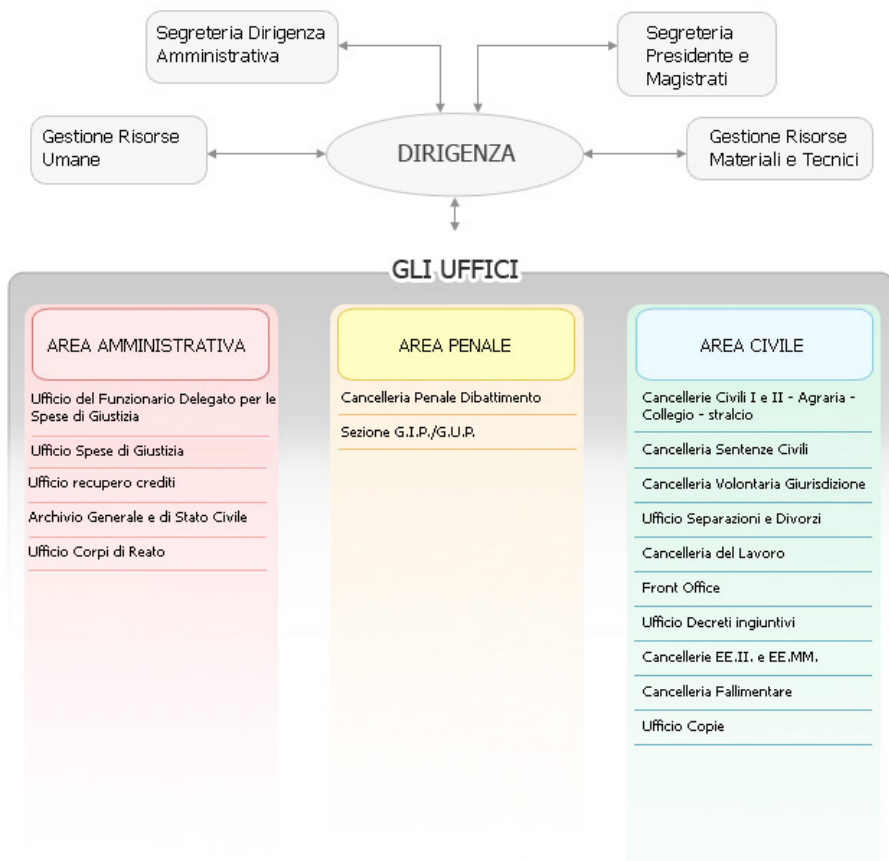 Segreteria Dirigenza
Amministrativa
Segreteria
Presidente e
Magistrati
Gestione Risorse
Umane
DIRIGENZA
Gestione Risorse
Materiali e Tecnici
GLI UFFICI
AREA AMMINISTRATIVA
Ufficio del Funzionario Delegato per le
Spese di Giustizia
Ufficio Spese di Giustizia
Ufficio recupero crediti
Archivio Generale e di Stato Civile
Ufficio Corpi di Reato
AREA PENALE
Cancelleria Penale Dibattimento
Sezione G.I.P./G.U.P.
AREA CIVILE
Cancellerie Civili I e II - Agraria -
Collegio - stralcio
Cancelleria Sentenze Civili
Cancelleria Volontaria Giurisdizione
Ufficio Separazioni e Divorzi
Cancelleria del Lavoro
Front Office
Ufficio Decreti ingiuntivi
Cancellerie EE.II. e EE.MM.
Cancelleria Fallimentare
Ufficio Copie